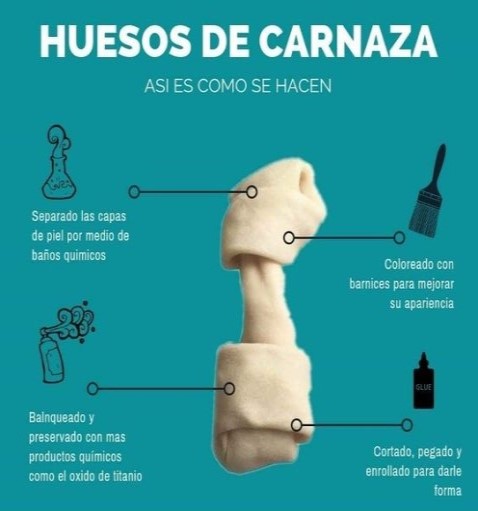 HUESOS DE CARNAZA
ASI ES COMO SE HACEN
Separado las capas
de piel por medio de
baños quimicos
Coloreado con
barnices para mejorar
su apariencia
Balnqueado y
preservado con mas
productos químicos
como el oxido de titanio
GLUE
Cortado, pegado y
enrollado para darle
forma